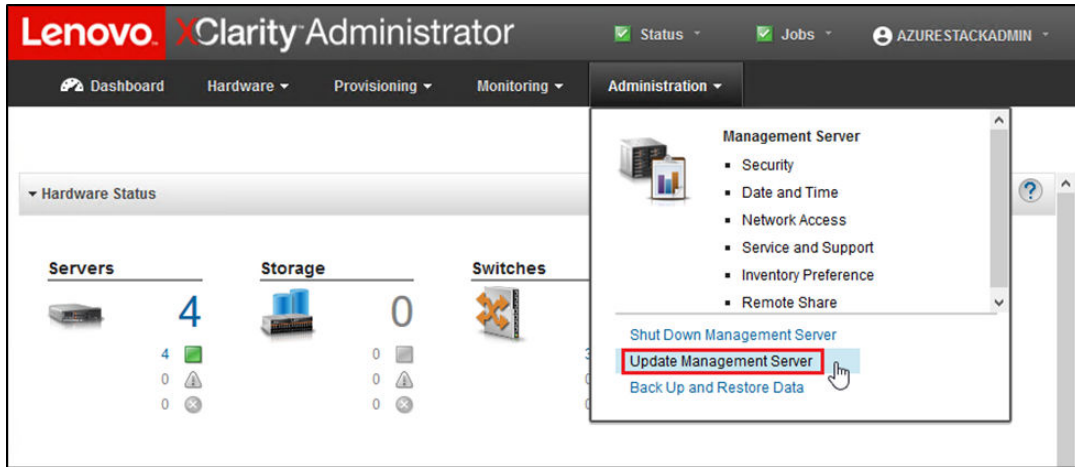 Lenovo. XClarity Administrator
Status
Jobs
AZURESTACKADMIN
Dashboard
Hardware
Provisioning
Monitoring
Administration
Management Server
▪ Security
▪ Date and Time
▪ Network Access
▪ Service and Support
▪ Inventory Preference
▪ Remote Share
Shut Down Management Server
Update Management Server
Back Up and Restore Data
Hardware Status
?
Servers
4
4
0
0
Storage
0
0
0
0
Switches